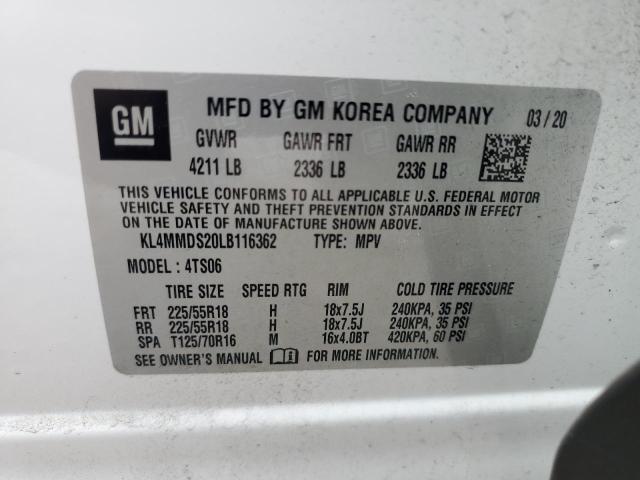 GM MFD BY GM KOREA COMPANY 03/20
GVWR GAWR FRT GAWR RR
4211 LB 2336 LB 2336 LB
THIS VEHICLE CONFORMS TO ALL APPLICABLE U.S. FEDERAL MOTOR
VEHICLE SAFETY AND THEFT PREVENTION STANDARDS IN EFFECT
ON THE DATE OF MANUFACTURE SHOWN ABOVE.
KL4MMDS20LB116362 TYPE: MPV
MODEL: 4TS06
TIRE SIZE SPEED RTG RIM COLD TIRE PRESSURE
FRT 225/55R18 H 18x7.5J 240KPA, 35 PSI
RR 225/55R18 H 18x7.5J 240KPA, 35 PSI
SPA T125/70R16 M 16x4.0BT 420KPA, 60 PSI
SEE OWNER'S MANUAL FOR MORE INFORMATION.